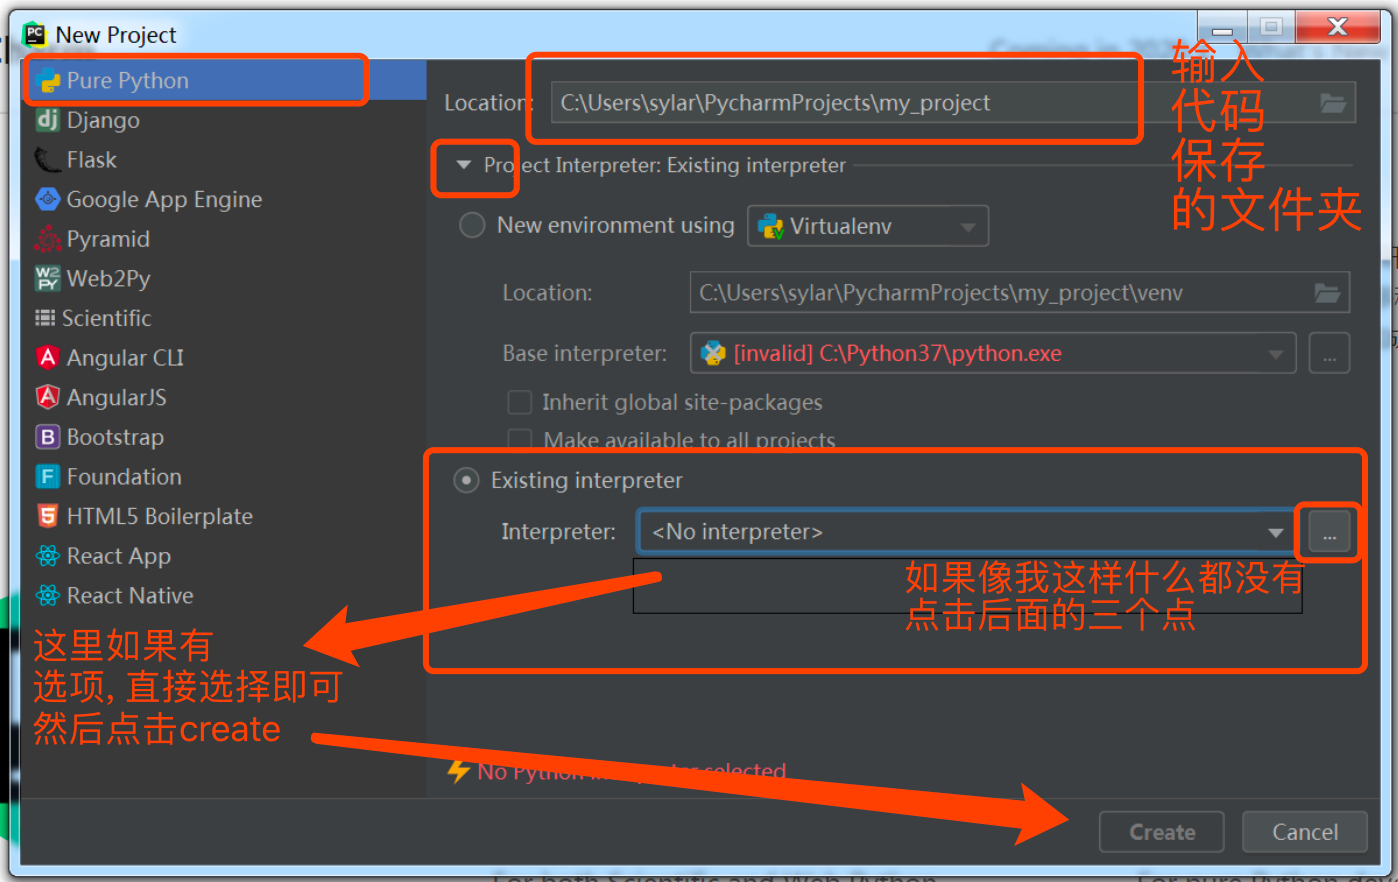 New Project
Pure Python
Django
Flask
Google App Engine
Pyramid
Web2Py
Scientific
Angular CLI
AngularJS
Bootstrap
Foundation
HTML5 Boilerplate
React App
React Native
这里如果有
选项, 直接选择即可
然后点击create
Location: C:\Users\sylar\PycharmProjects\my_project
输入
代码
保存
的文件夹
Project Interpreter: Existing interpreter
New environment using Virtualenv
Location: C:\Users\sylar\PycharmProjects\my_project\venv
Base interpreter: [invalid] C:\Python37\python.exe ...
Inherit global site-packages
Make available to all projects
Existing interpreter
Interpreter: <No interpreter> ...
如果像我这样什么都没有
点击后面的三个点
No Python interpreter selected
Create Cancel